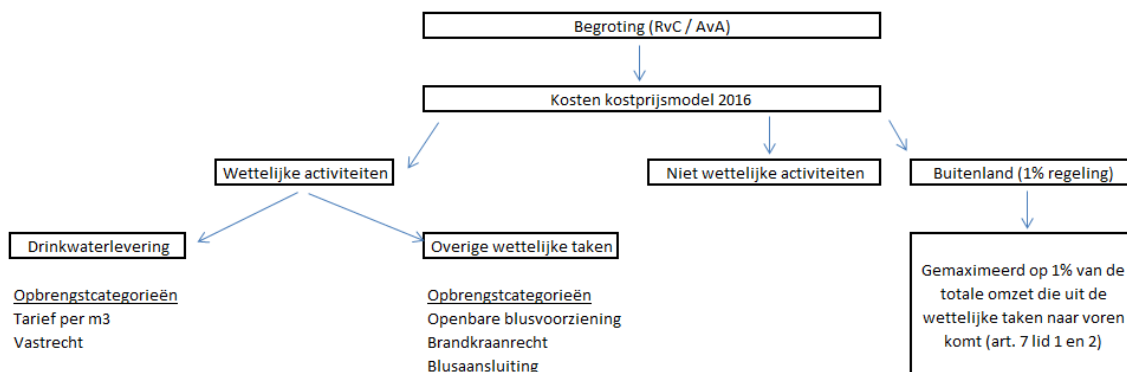 Begroting (RvC / AvA)
Kosten kostprijsmodel 2016
Wettelijke activiteiten
Niet wettelijke activiteiten
Buitenland (1% regeling)
Drinkwaterlevering
Overige wettelijke taken
Opbrengstcategorieën
Tarief per m3
Vastrecht
Opbrengstcategorieën
Openbare blusvoorziening
Brandkraanrecht
Blusaansluiting
Gemaximeerd op 1% van de
totale omzet die uit de
wettelijke taken naar voren
komt (art. 7 lid 1 en 2)